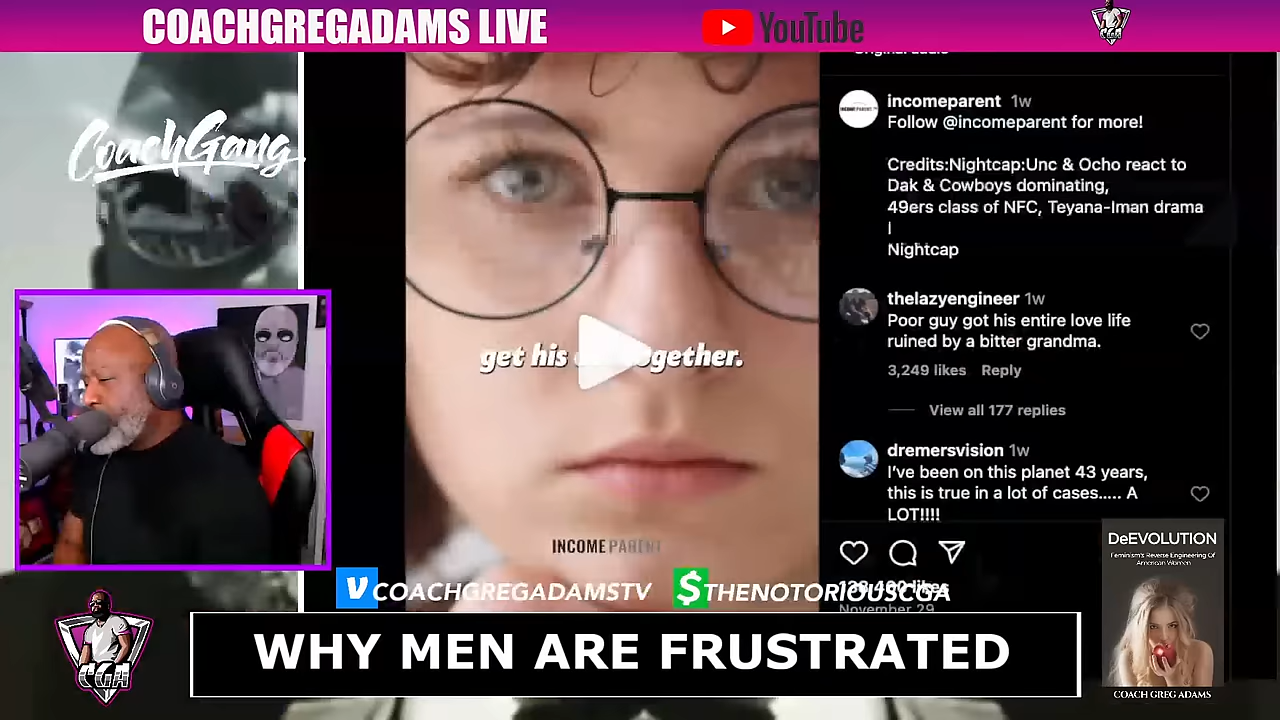 COACHGREGADAMS LIVE
YouTube
CGA
CoachGang
incomeparent 1w
Follow @incomeparent for more!
Credits:Nightcap:Unc & Ocho react to
Dak & Cowboys dominating,
49ers class of NFC, Teyana-Iman drama
|
Nightcap
thelazyengineer 1w
Poor guy got his entire love life
ruined by a bitter grandma.
3,249 likes Reply
View all 177 replies
dremersvision 1w
I've been on this planet 43 years,
this is true in a lot of cases..... A
LOT!!!!
get his
INCOME PARENT
November 29
COACHGREGADAMSTV
$THENOTORIOUSCGA
WHY MEN ARE FRUSTRATED
CGA
DeEVOLUTION
Feminism's Reverse Engineering Of
American Women
COACH GREG ADAMS